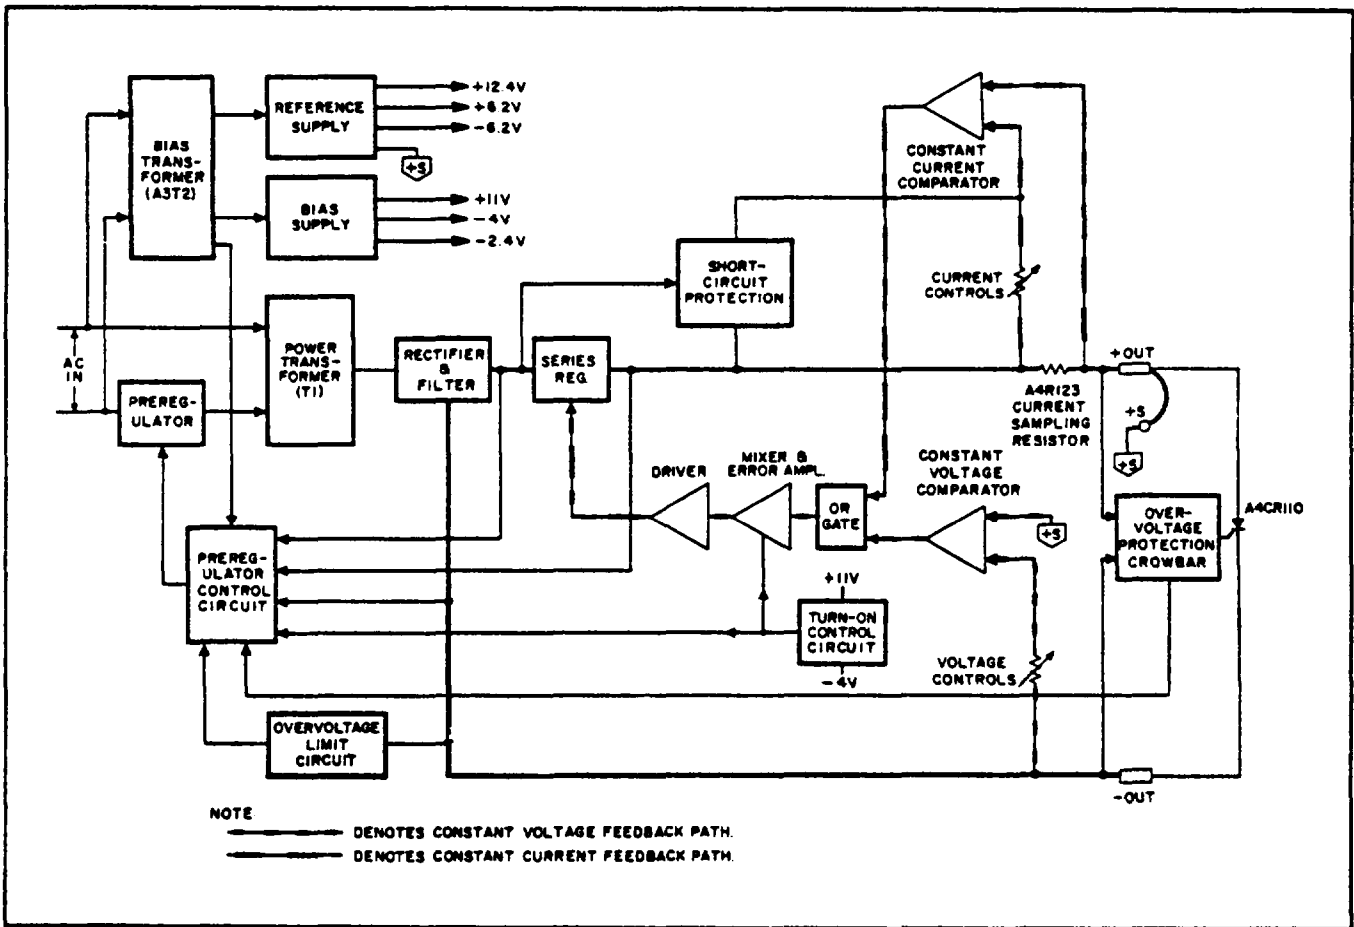 BIAS
TRANS-
FORMER
(A3T2)
REFERENCE
SUPPLY
+12.4V
+6.2V
-6.2V
+S
BIAS
SUPPLY
+11V
-4V
-2.4V
CONSTANT
CURRENT
COMPARATOR
SHORT-
CIRCUIT
PROTECTION
CURRENT
CONTROLS
AC
IN
POWER
TRANS-
FORMER
(T1)
RECTIFIER
&
FILTER
SERIES
REG.
PREREG-
ULATOR
+OUT
A4R123
CURRENT
SAMPLING
RESISTOR
+S
+S
DRIVER
MIXER &
ERROR AMPL.
OR
GATE
CONSTANT
VOLTAGE
COMPARATOR
+S
OVER-
VOLTAGE
PROTECTION
CROWBAR
A4CR110
PREREG-
ULATOR
CONTROL
CIRCUIT
+11V
TURN-ON
CONTROL
CIRCUIT
-4V
VOLTAGE
CONTROLS
OVERVOLTAGE
LIMIT
CIRCUIT
-OUT
NOTE
DENOTES CONSTANT VOLTAGE FEEDBACK PATH.
DENOTES CONSTANT CURRENT FEEDBACK PATH.